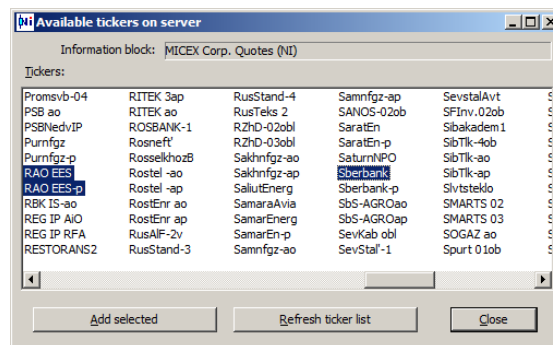 Ni Available tickers on server
Information block: MICEX Corp. Quotes (NI)
Tickers:
Promsvb-04 RITEK 3ap RusStand-4 Samnfgz-ap SevstalAvt
PSB ao RITEK ao RusTeks 2 SANOS-02ob SFInv.02ob
PSBNedvIP ROSBANK-1 RZhD-02obl SaratEn Sibakadem1
Purnfgz Rosneft' RZhD-03obl SaratEn-p SibTlk-4ob
Purnfgz-p RosselkhozB Sakhnfgz-ao SaturnNPO SibTlk-ao
RAO EES Rostel -ao Sakhnfgz-ap Sberbank SibTlk-ap
RAO EES-p Rostel -ap SaliutEnerg Sberbank-p Slvtsteklo
RBK IS-ao RostEnr ao SamaraAvia SbS-AGROao SMARTS 02
REG IP AiO RostEnr ap SamarEnerg SbS-AGROap SMARTS 03
REG IP RFA RusAlF-2v SamarEn-p SevKab obl SOGAZ ao
RESTORANS2 RusStand-3 Samnfgz-ao SevStal'-1 Spurt 01ob
Add selected Refresh ticker list Close